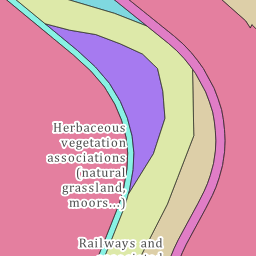 Herbaceous
vegetation
associations
(natural
grassland,
moors...)
Railways and